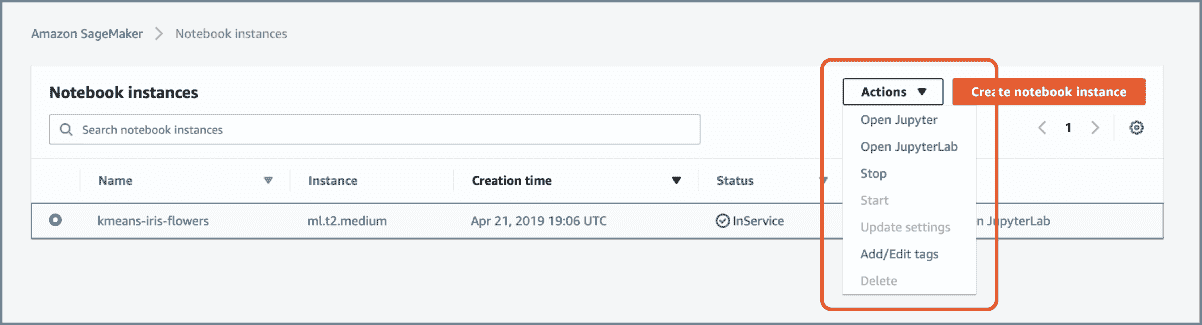 Amazon SageMaker > Notebook instances
Notebook instances
Actions
Create notebook instance
Search notebook instances
1
Open Jupyter
Open JupyterLab
Stop
Start
Update settings
Add/Edit tags
Delete
Name Instance Creation time Status
kmeans-iris-flowers ml.t2.medium Apr 21, 2019 19:06 UTC InService JupyterLab